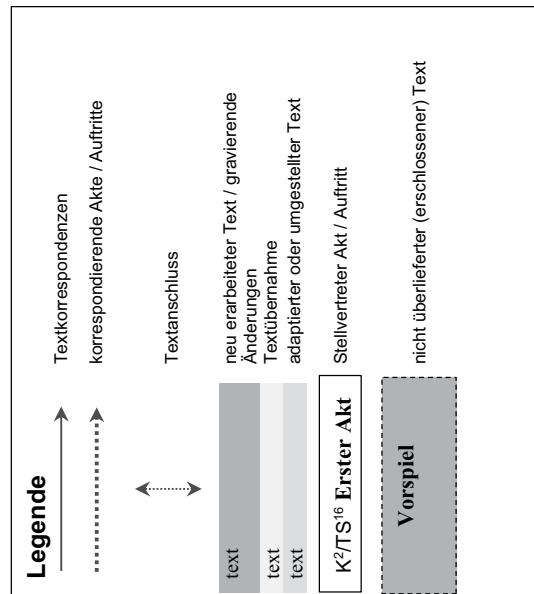 Legende
Textkorrespondenzen
korrespondierende Akte / Auftritte
Textanschluss
text neu erarbeiteter Text / gravierende
Änderungen
text Textübernahme
text adaptierter oder umgestellter Text
K²/TS¹⁶ Erster Akt Stellvertreter Akt / Auftritt
Vorspiel nicht überlieferter (erschlossener) Text